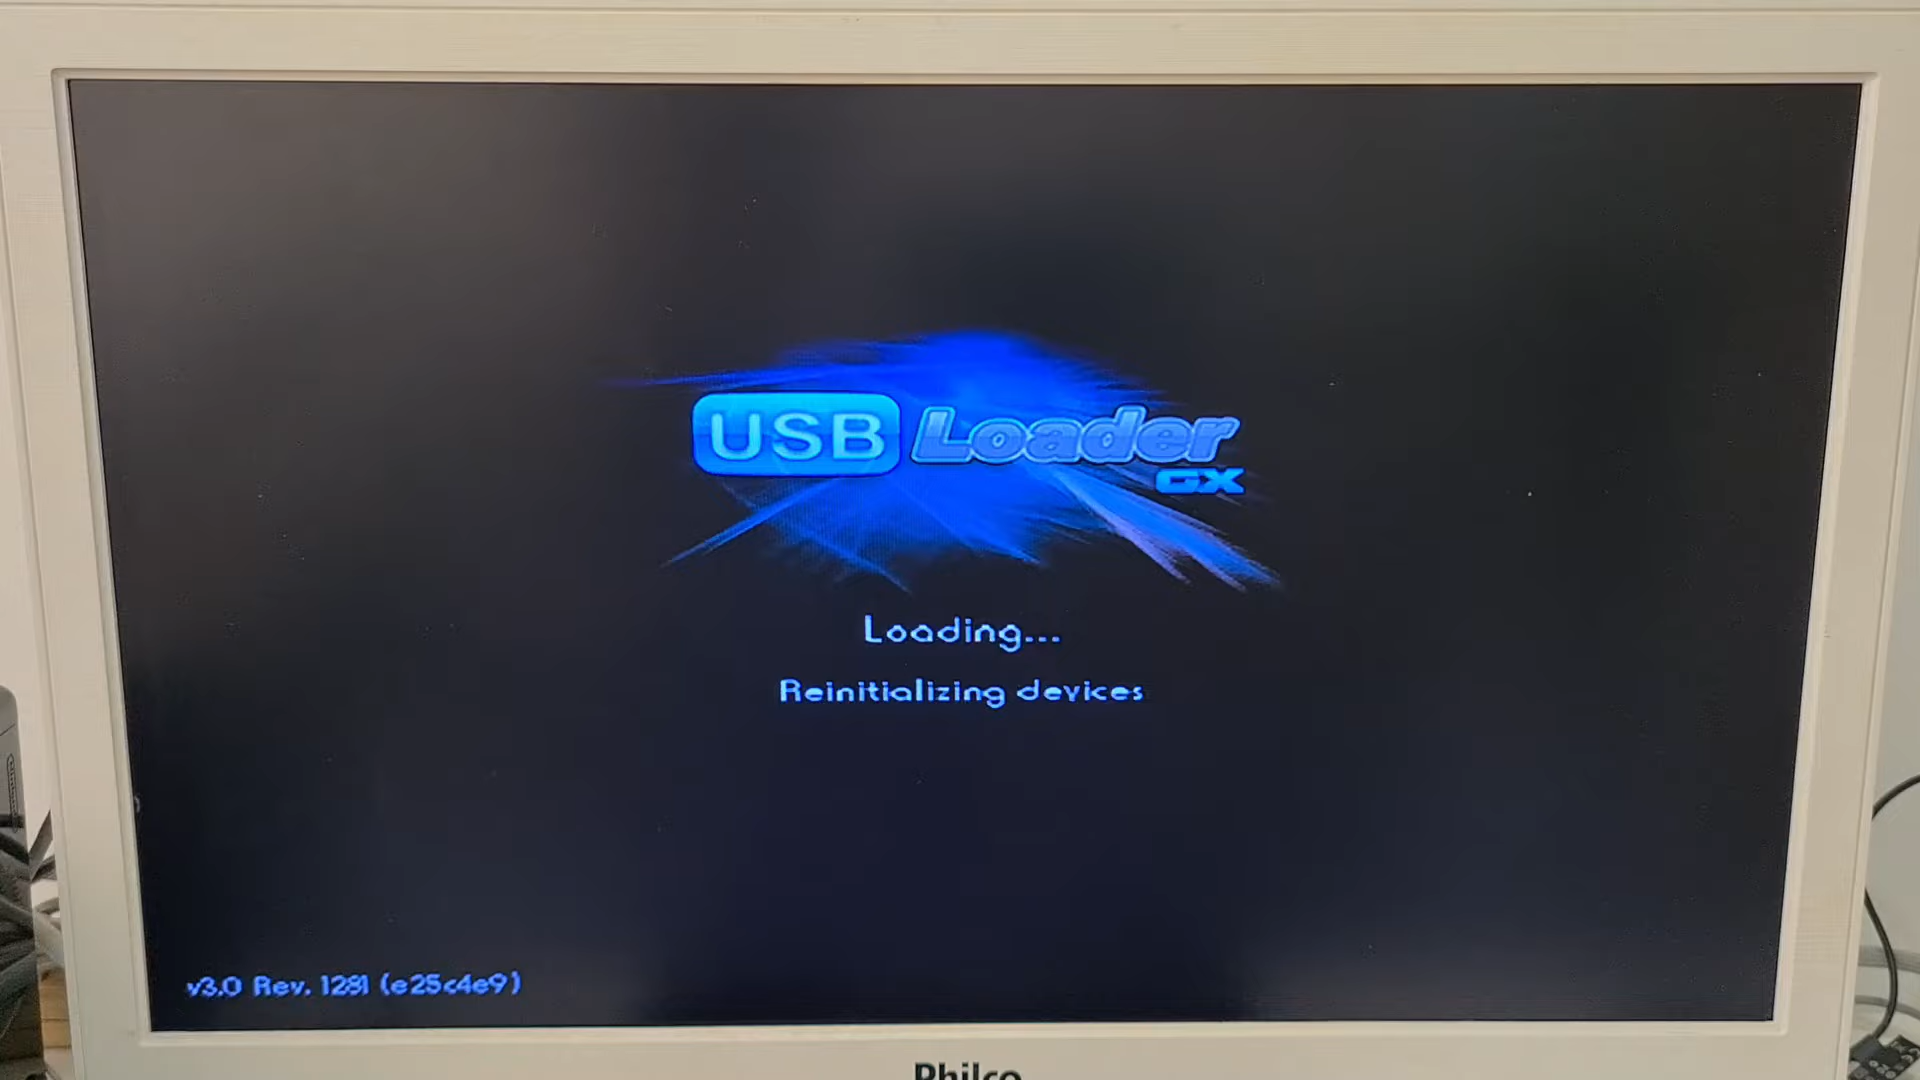 USB Loader
GX
Loading...
Reinitializing devices
v3.0 Rev. 1281 (e25c4e9)
Philco